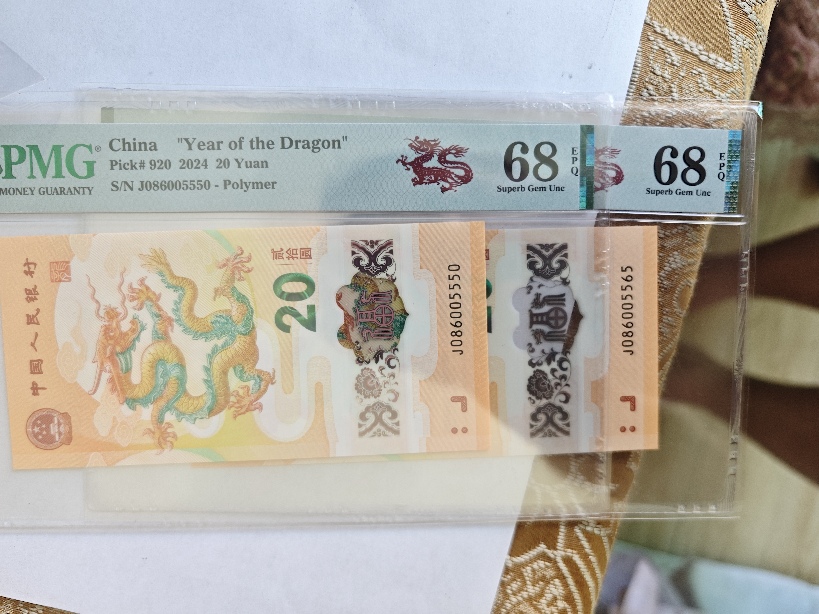 PMG®
MONEY GUARANTY
China "Year of the Dragon"
Pick# 920 2024 20 Yuan
S/N J086005550 - Polymer
68
Superb Gem Unc
EPQ
68
Superb Gem Unc
EPQ
中国人民银行
贰拾圆
20
J086005550
J086005565